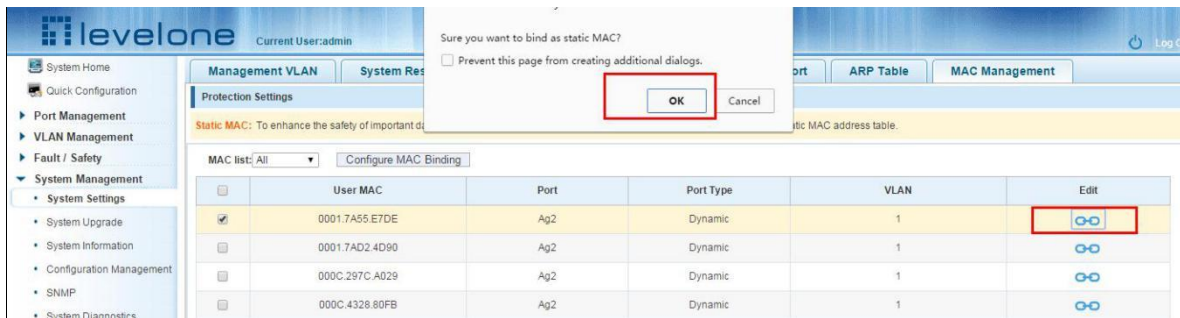 levelone
Current User:admin
Sure you want to bind as static MAC?
Prevent this page from creating additional dialogs.
OK
Cancel
System Home
Quick Configuration
Port Management
VLAN Management
Fault / Safety
System Management
System Settings
System Upgrade
System Information
Configuration Management
SNMP
System Diagnostics
Management VLAN
System Res
ort
ARP Table
MAC Management
Protection Settings
Static MAC: To enhance the safety of important da
tic MAC address table.
MAC list: All
Configure MAC Binding
User MAC Port Port Type VLAN Edit
0001.7A55.E7DE Ag2 Dynamic 1
0001.7AD2.4D90 Ag2 Dynamic 1
000C.297C.A029 Ag2 Dynamic 1
000C.4328.80FB Ag2 Dynamic 1